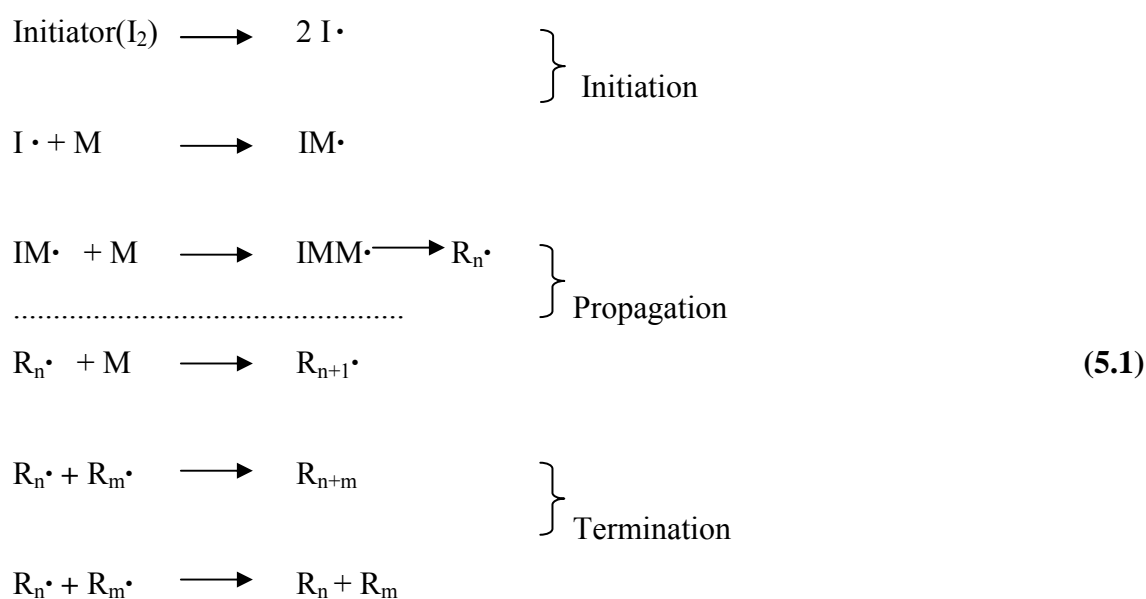 Initiator(I₂) ⟶ 2 I·
Initiation
I · + M ⟶ IM·
IM· + M ⟶ IMM· ⟶ Rₙ·
.................................................
Propagation
Rₙ· + M ⟶ Rₙ₊₁· (5.1)
Rₙ· + Rₘ· ⟶ Rₙ₊ₘ
Termination
Rₙ· + Rₘ· ⟶ Rₙ + Rₘ